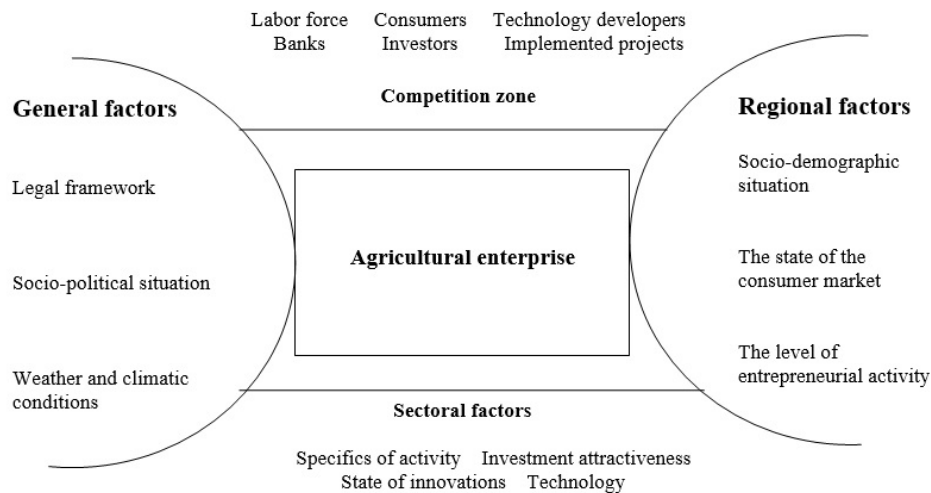 Labor force Consumers Technology developers
Banks Investors Implemented projects
Competition zone
General factors
Legal framework
Socio-political situation
Weather and climatic
conditions
Agricultural enterprise
Regional factors
Socio-demographic
situation
The state of the
consumer market
The level of
entrepreneurial activity
Sectoral factors
Specifics of activity Investment attractiveness
State of innovations Technology